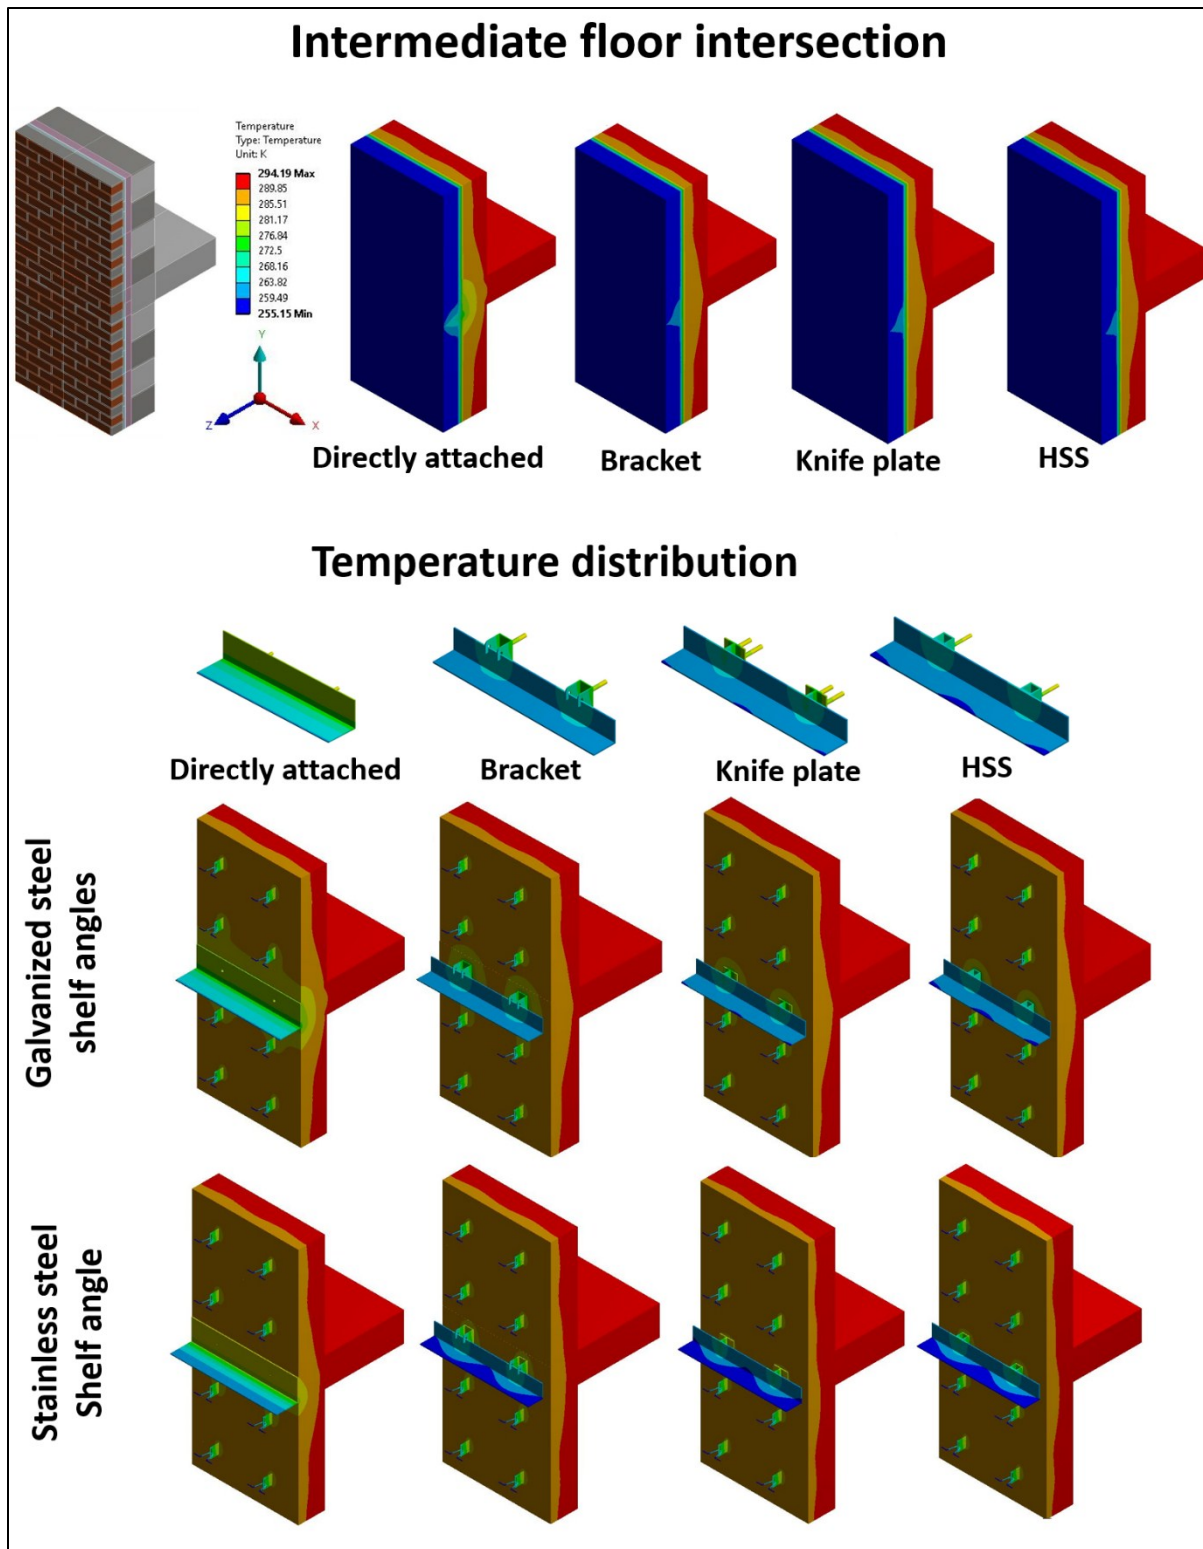 Intermediate floor intersection
Temperature
Type: Temperature
Unit: K
294.19 Max
289.85
285.51
281.17
276.84
272.5
268.16
263.82
259.49
255.15 Min
Y
Z
X
Directly attached
Bracket
Knife plate
HSS
Temperature distribution
Directly attached
Bracket
Knife plate
HSS
Galvanized steel
shelf angles
Stainless steel
Shelf angle